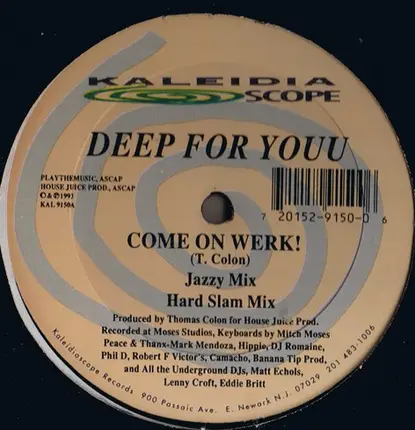 KALEIDIA
SCOPE
DEEP FOR YOUU
PLAYTHEMUSIC, ASCAP
HOUSE JUICE PROD., ASCAP
©&℗1993
KAL 9150A
7 20152-9150-0 6
COME ON WERK!
(T. Colon)
Jazzy Mix
Hard Slam Mix
Produced by Thomas Colon for House Juice Prod.
Recorded at Moses Studios, Keyboards by Mitch Moses
Peace & Thanx-Mark Mendoza, Hippie, DJ Romaine,
Phil D, Robert F Victor's, Camacho, Banana Tip Prod,
and All the Underground DJs, Matt Echols,
Lenny Croft, Eddie Britt
Kaleidiascope Records 900 Passaic Ave. E. Newark N.J. 07029 201 483-1006